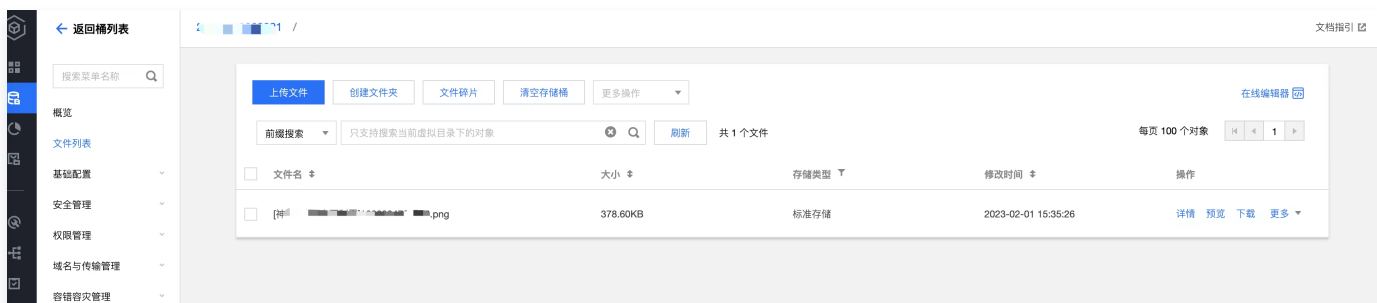 返回桶列表
1 /
文档指引
搜索菜单名称
概览
文件列表
基础配置
安全管理
权限管理
域名与传输管理
容错容灾管理
上传文件 创建文件夹 文件碎片 清空存储桶 更多操作
在线编辑器
前缀搜索 只支持搜索当前虚拟目录下的对象 刷新 共 1 个文件
每页 100 个对象 1
文件名 大小 存储类型 修改时间 操作
.png 378.60KB 标准存储 2023-02-01 15:35:26 详情 预览 下载 更多